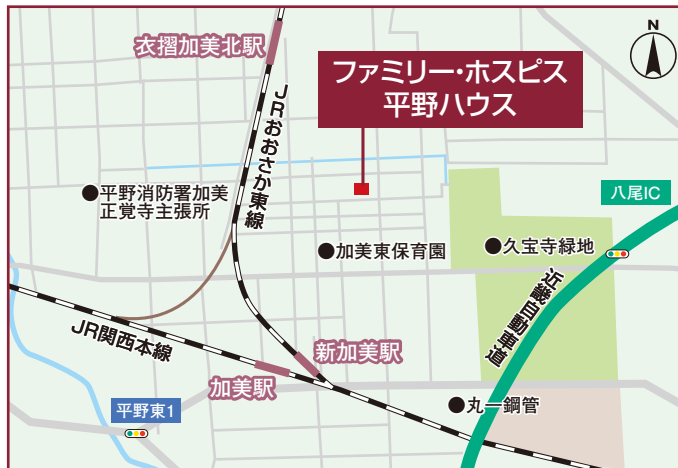 衣摺加美北駅
N
ファミリー・ホスピス
平野ハウス
JRおおさか東線
平野消防署加美
正覚寺主張所
八尾IC
加美東保育園
久宝寺緑地
近畿自動車道
JR関西本線
新加美駅
加美駅
丸一鋼管
平野東1